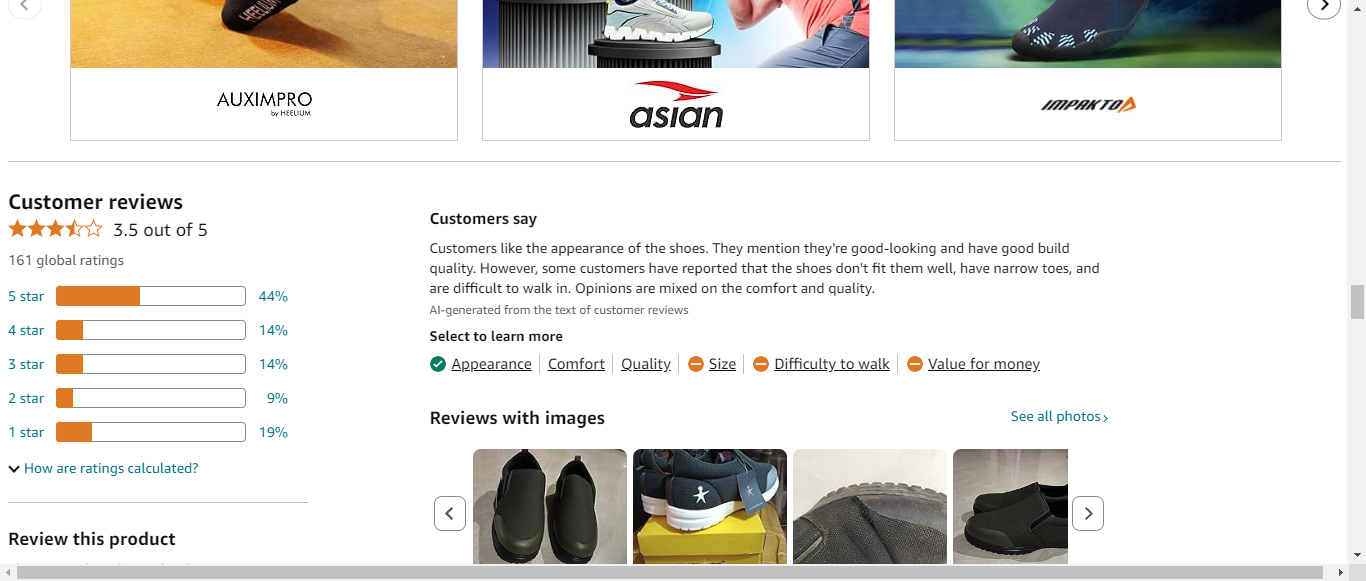 HEELIUM
AUXIMPRO
by HEELIUM
asian
IMPAKTO
Customer reviews
3.5 out of 5
161 global ratings
5 star 44%
4 star 14%
3 star 14%
2 star 9%
1 star 19%
How are ratings calculated?
Review this product
Customers say
Customers like the appearance of the shoes. They mention they're good-looking and have good build
quality. However, some customers have reported that the shoes don't fit them well, have narrow toes, and
are difficult to walk in. Opinions are mixed on the comfort and quality.
AI-generated from the text of customer reviews
Select to learn more
Appearance Comfort Quality Size Difficulty to walk Value for money
Reviews with images
See all photos ›